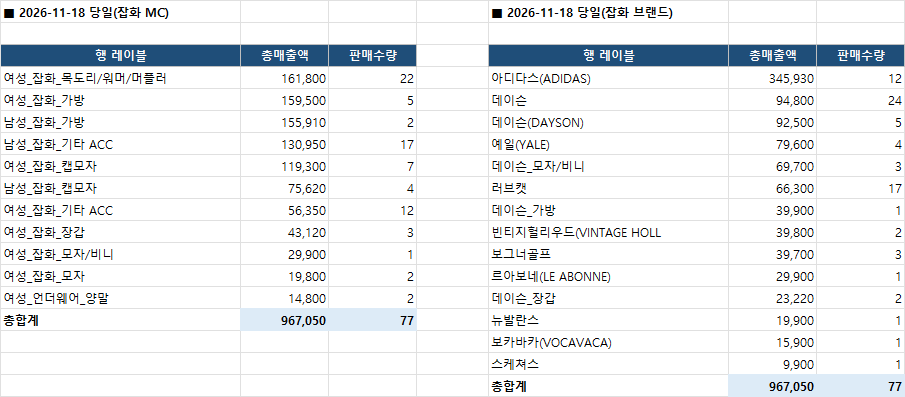 ■ 2026-11-18 당일(잡화 MC)
행 레이블 총매출액 판매수량
여성_잡화_목도리/워머/머플러 161,800 22
여성_잡화_가방 159,500 5
남성_잡화_가방 155,910 2
남성_잡화_기타 ACC 130,950 17
여성_잡화_캡모자 119,300 7
남성_잡화_캡모자 75,620 4
여성_잡화_기타 ACC 56,350 12
여성_잡화_장갑 43,120 3
여성_잡화_모자/비니 29,900 1
여성_잡화_모자 19,800 2
여성_언더웨어_양말 14,800 2
총합계 967,050 77
■ 2026-11-18 당일(잡화 브랜드)
행 레이블 총매출액 판매수량
아디다스(ADIDAS) 345,930 12
데이슨 94,800 24
데이슨(DAYSON) 92,500 5
예일(YALE) 79,600 4
데이슨_모자/비니 69,700 3
러브캣 66,300 17
데이슨_가방 39,900 1
빈티지헐리우드(VINTAGE HOLL 39,800 2
보그너골프 39,700 3
르아보네(LE ABONNE) 29,900 1
데이슨_장갑 23,220 2
뉴발란스 19,900 1
보카바카(VOCAVACA) 15,900 1
스케쳐스 9,900 1
총합계 967,050 77